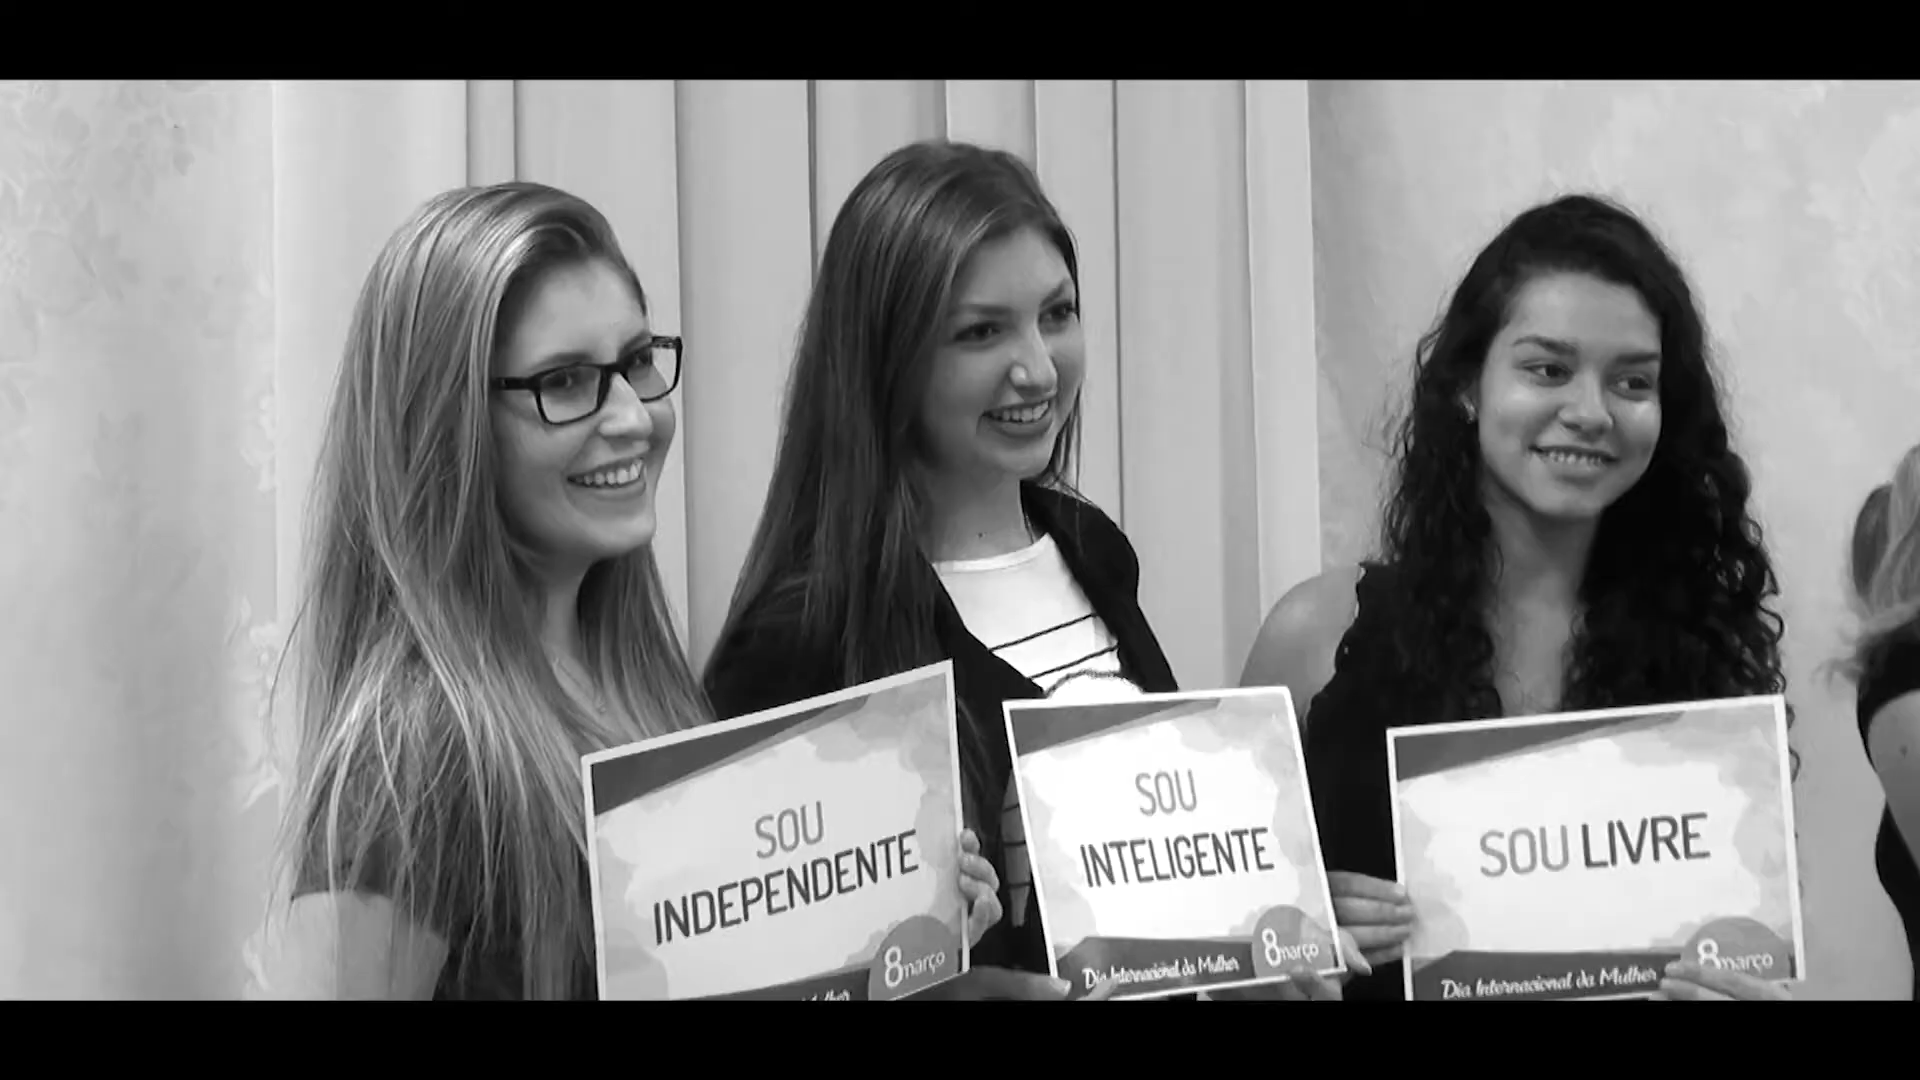 SOU
INDEPENDENTE
8 março
SOU
INTELIGENTE
Dia Internacional da Mulher
8 março
SOU LIVRE
Dia Internacional da Mulher
8 março